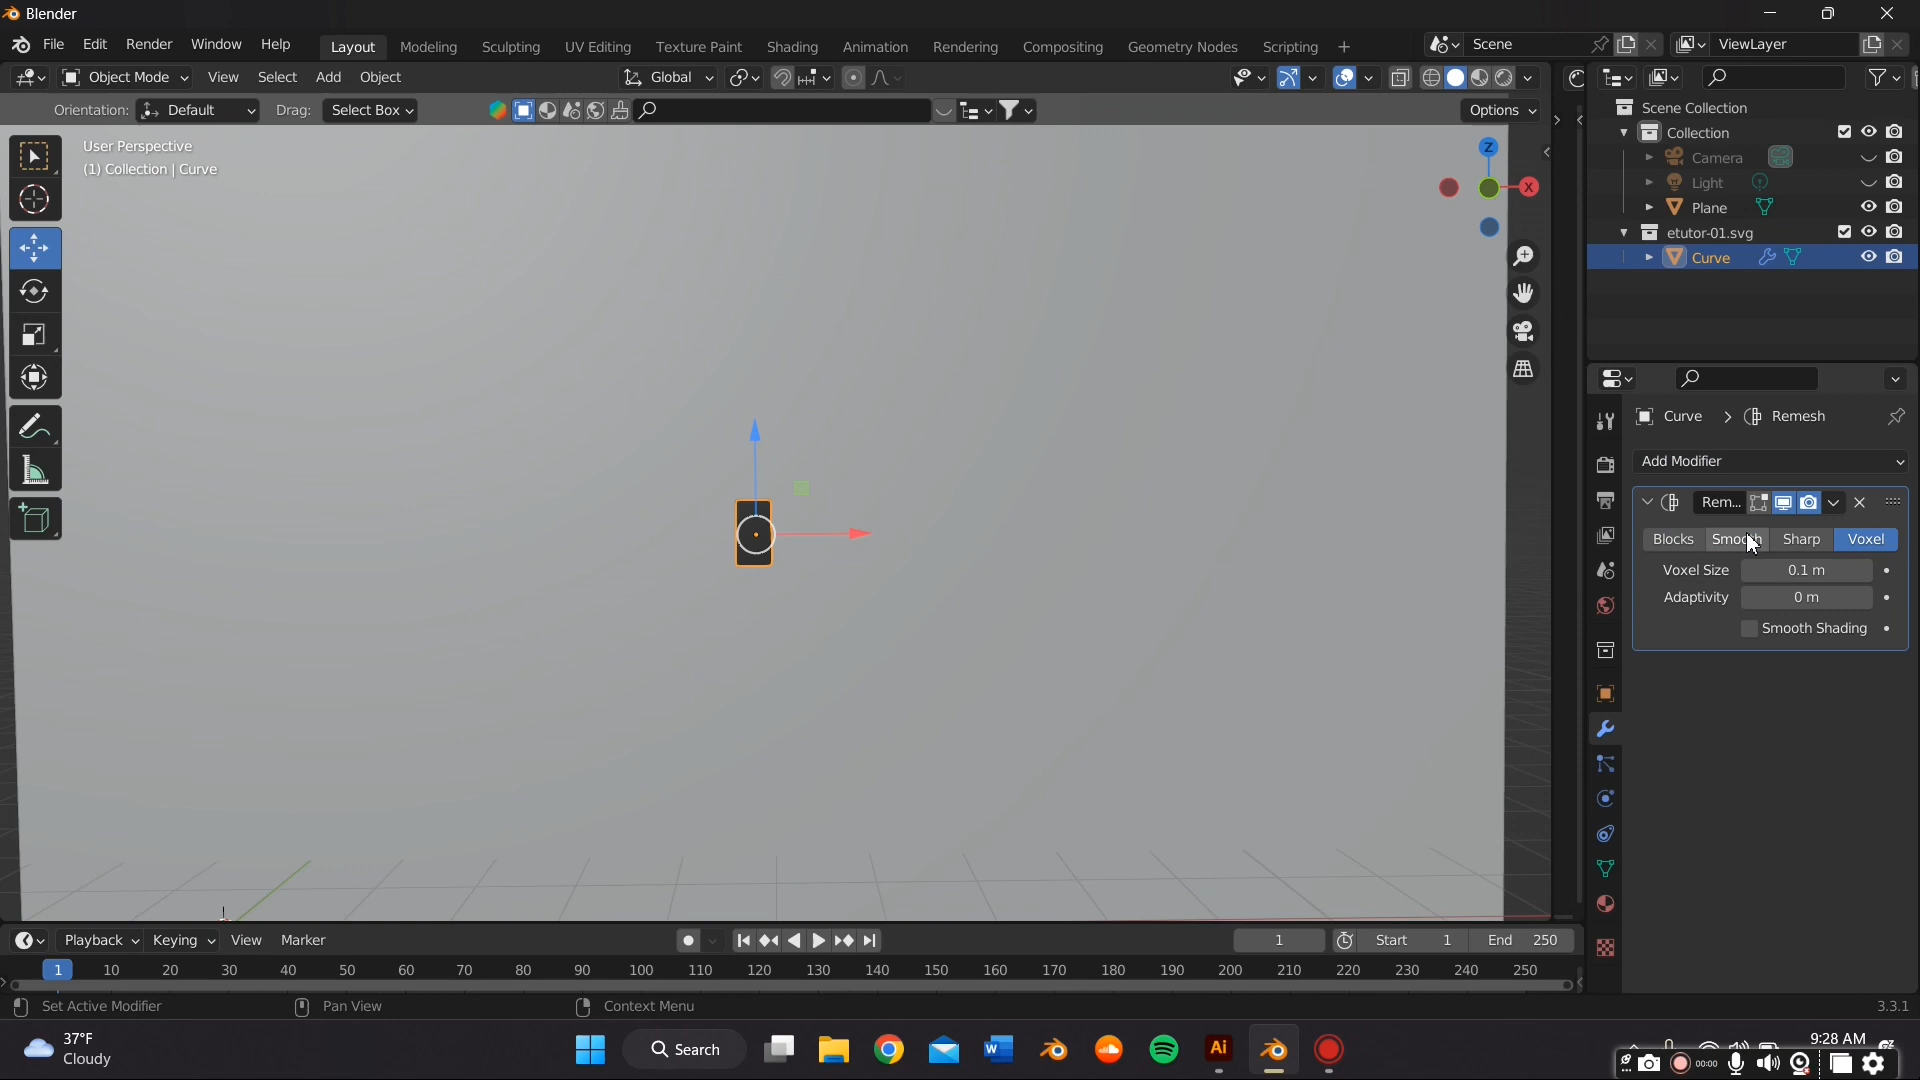 Blender
File Edit Render Window Help Layout Modeling Sculpting UV Editing Texture Paint Shading Animation Rendering Compositing Geometry Nodes Scripting + Scene ViewLayer
Object Mode View Select Add Object Global
Orientation: Default Drag: Select Box Options
User Perspective
(1) Collection | Curve
Z
X
Scene Collection
Collection
Camera
Light
Plane
etutor-01.svg
Curve
Curve > Remesh
Add Modifier
Rem...
Blocks Smooth Sharp Voxel
Voxel Size 0.1 m
Adaptivity 0 m
Smooth Shading
Playback Keying View Marker 1 Start 1 End 250
1 10 20 30 40 50 60 70 80 90 100 110 120 130 140 150 160 170 180 190 200 210 220 230 240 250
Set Active Modifier Pan View Context Menu 3.3.1
37°F
Cloudy
Search
W
Ai
9:28 AM
00:00